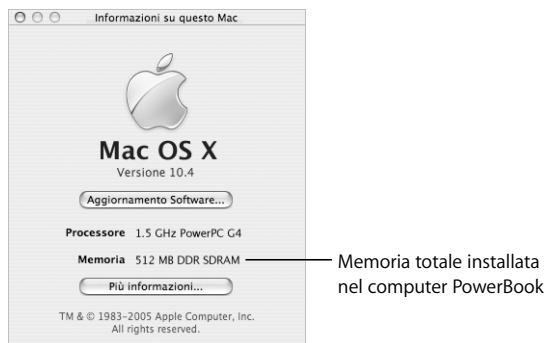 Informazioni su questo Mac
Mac OS X
Versione 10.4
Aggiornamento Software...
Processore 1.5 GHz PowerPC G4
Memoria 512 MB DDR SDRAM
Memoria totale installata
nel computer PowerBook
Più informazioni...
TM & © 1983-2005 Apple Computer, Inc.
All rights reserved.